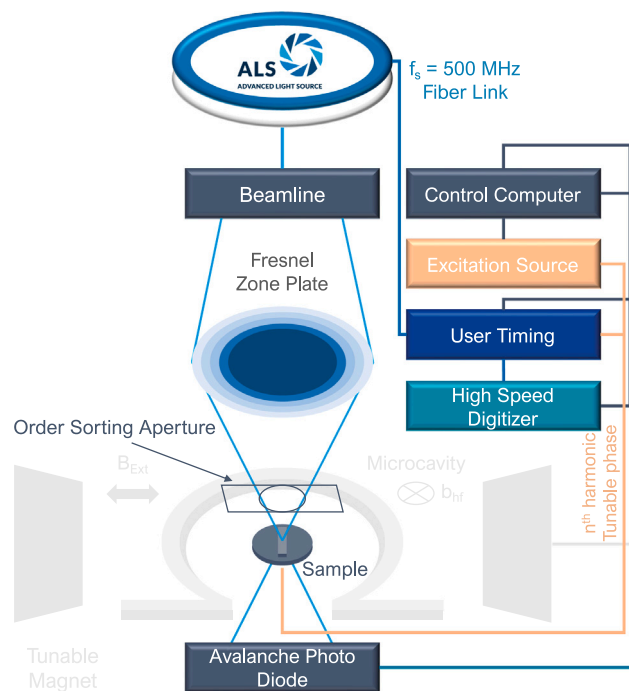 ALS
ADVANCED LIGHT SOURCE
f_s = 500 MHz
Fiber Link
Beamline
Control Computer
Fresnel
Zone Plate
Excitation Source
User Timing
High Speed
Digitizer
Order Sorting Aperture
B_Ext
Microcavity
b_hf
n^th harmonic
Tunable phase
Sample
Tunable
Magnet
Avalanche Photo
Diode